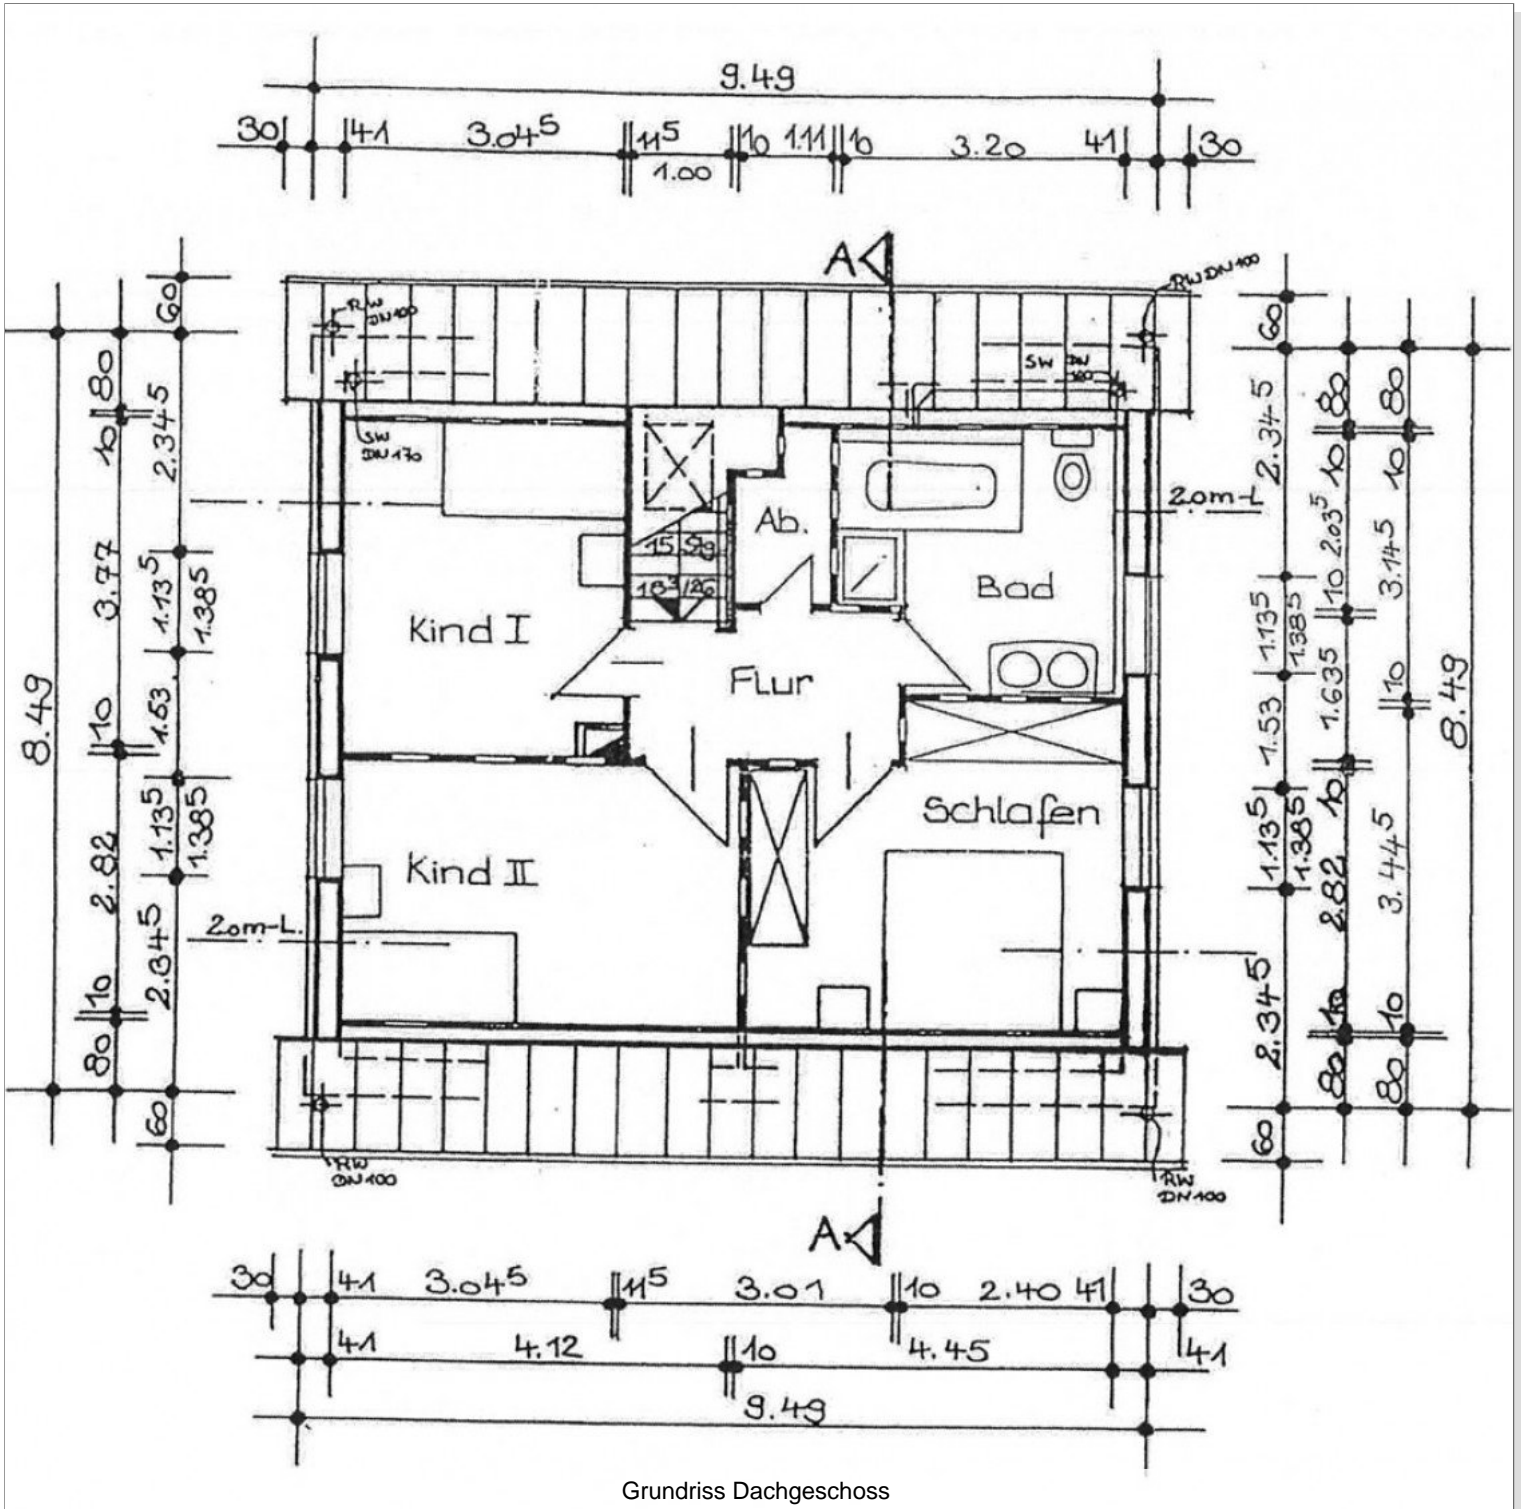 9.49
30 41 3.04⁵ 11⁵ 10 1.11 10 3.20 41 30
1.00
A
RW DN100
RW
DN100
SW DN
100
SW
DN 170
20m-L
Ab.
15 Stg
18³/26
Bad
Kind I
Flur
Schlafen
Kind II
20m-L.
60
80
10
2.34⁵
3.77
1.13⁵
1.38⁵
8.49
10
1.53
1.13⁵
1.38⁵
2.82
2.34⁵
10
80
60
60
80
80
2.34⁵
10
10
2.03⁵
3.14⁵
10
1.13⁵
1.38⁵
1.635
10
8.49
1.53
10
1.13⁵
1.38⁵
2.82
3.44⁵
2.34⁵
10
10
80
80
60
RW
DN100
RW
DN100
A
30 41 3.04⁵ 11⁵ 3.01 10 2.40 41 30
41 4.12 10 4.45 41
9.49
Grundriss Dachgeschoss